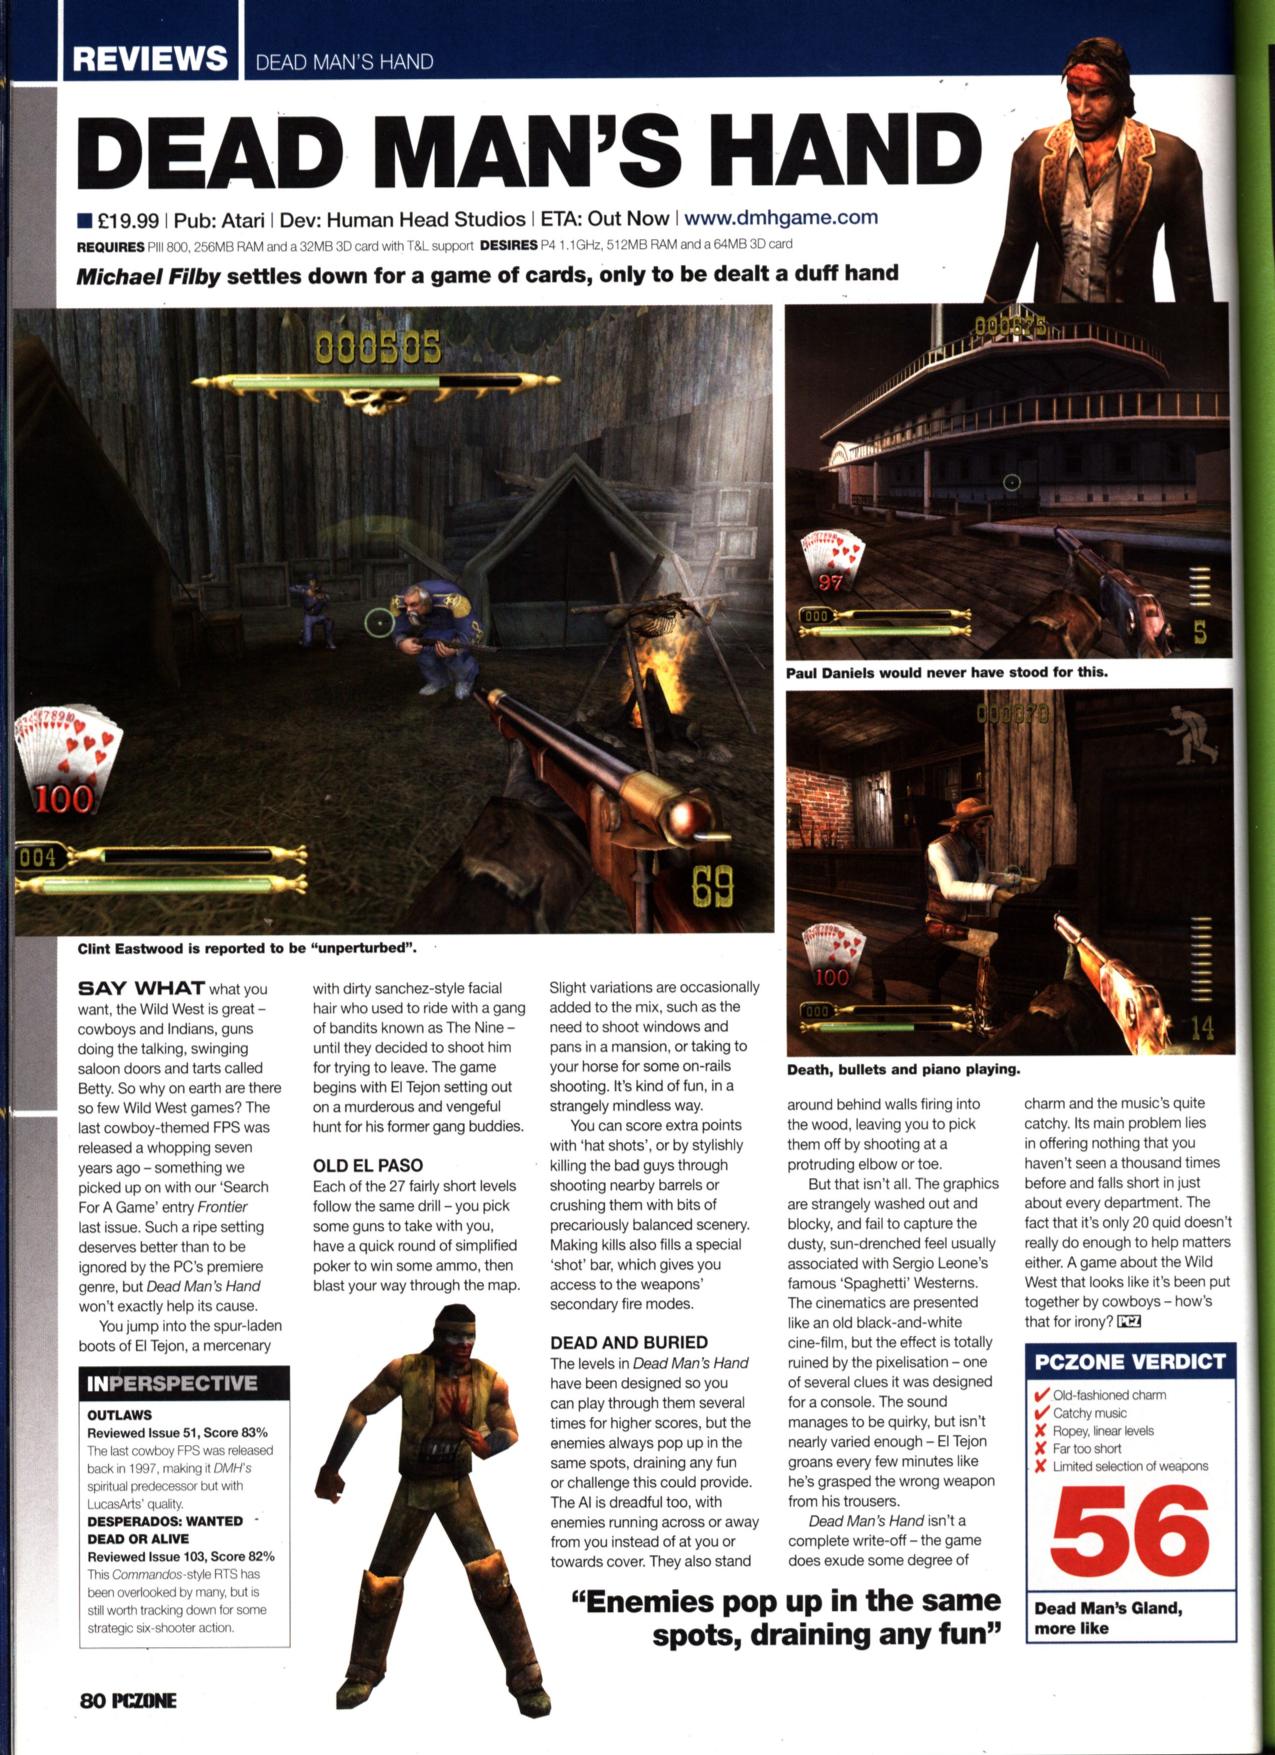 REVIEWS
DEAD MAN'S HAND
DEAD MAN'S HAND
£19.99 | Pub: Atari | Dev: Human Head Studios | ETA: Out Now | www.dmhgame.com
REQUIRES PIII 800, 256MB RAM and a 32MB 3D card with T&L support DESIRES P4 1.1GHz, 512MB RAM and a 64MB 3D card
Michael Filby settles down for a game of cards, only to be dealt a duff hand
000505
100
004
69
Clint Eastwood is reported to be "unperturbed".
97
000
5
Paul Daniels would never have stood for this.
100
000
14
Death, bullets and piano playing.
SAY WHAT what you
want, the Wild West is great –
cowboys and Indians, guns
doing the talking, swinging
saloon doors and tarts called
Betty. So why on earth are there
so few Wild West games? The
last cowboy-themed FPS was
released a whopping seven
years ago – something we
picked up on with our 'Search
For A Game' entry Frontier
last issue. Such a ripe setting
deserves better than to be
ignored by the PC's premiere
genre, but Dead Man's Hand
won't exactly help its cause.
You jump into the spur-laden
boots of El Tejon, a mercenary
INPERSPECTIVE
OUTLAWS
Reviewed Issue 51, Score 83%
The last cowboy FPS was released
back in 1997, making it DMH's
spiritual predecessor but with
LucasArts' quality.
DESPERADOS: WANTED
DEAD OR ALIVE
Reviewed Issue 103, Score 82%
This Commandos-style RTS has
been overlooked by many, but is
still worth tracking down for some
strategic six-shooter action.
with dirty sanchez-style facial
hair who used to ride with a gang
of bandits known as The Nine –
until they decided to shoot him
for trying to leave. The game
begins with El Tejon setting out
on a murderous and vengeful
hunt for his former gang buddies.
OLD EL PASO
Each of the 27 fairly short levels
follow the same drill – you pick
some guns to take with you,
have a quick round of simplified
poker to win some ammo, then
blast your way through the map.
Slight variations are occasionally
added to the mix, such as the
need to shoot windows and
pans in a mansion, or taking to
your horse for some on-rails
shooting. It's kind of fun, in a
strangely mindless way.
You can score extra points
with 'hat shots', or by stylishly
killing the bad guys through
shooting nearby barrels or
crushing them with bits of
precariously balanced scenery.
Making kills also fills a special
'shot' bar, which gives you
access to the weapons'
secondary fire modes.
DEAD AND BURIED
The levels in Dead Man's Hand
have been designed so you
can play through them several
times for higher scores, but the
enemies always pop up in the
same spots, draining any fun
or challenge this could provide.
The AI is dreadful too, with
enemies running across or away
from you instead of at you or
towards cover. They also stand
around behind walls firing into
the wood, leaving you to pick
them off by shooting at a
protruding elbow or toe.
But that isn't all. The graphics
are strangely washed out and
blocky, and fail to capture the
dusty, sun-drenched feel usually
associated with Sergio Leone's
famous 'Spaghetti' Westerns.
The cinematics are presented
like an old black-and-white
cine-film, but the effect is totally
ruined by the pixelisation – one
of several clues it was designed
for a console. The sound
manages to be quirky, but isn't
nearly varied enough – El Tejon
groans every few minutes like
he's grasped the wrong weapon
from his trousers.
Dead Man's Hand isn't a
complete write-off – the game
does exude some degree of
charm and the music's quite
catchy. Its main problem lies
in offering nothing that you
haven't seen a thousand times
before and falls short in just
about every department. The
fact that it's only 20 quid doesn't
really do enough to help matters
either. A game about the Wild
West that looks like it's been put
together by cowboys – how's
that for irony? PCZ
"Enemies pop up in the same
spots, draining any fun"
PCZONE VERDICT
Old-fashioned charm
Catchy music
Ropey, linear levels
Far too short
Limited selection of weapons
56
Dead Man's Gland,
more like
80 PCZONE